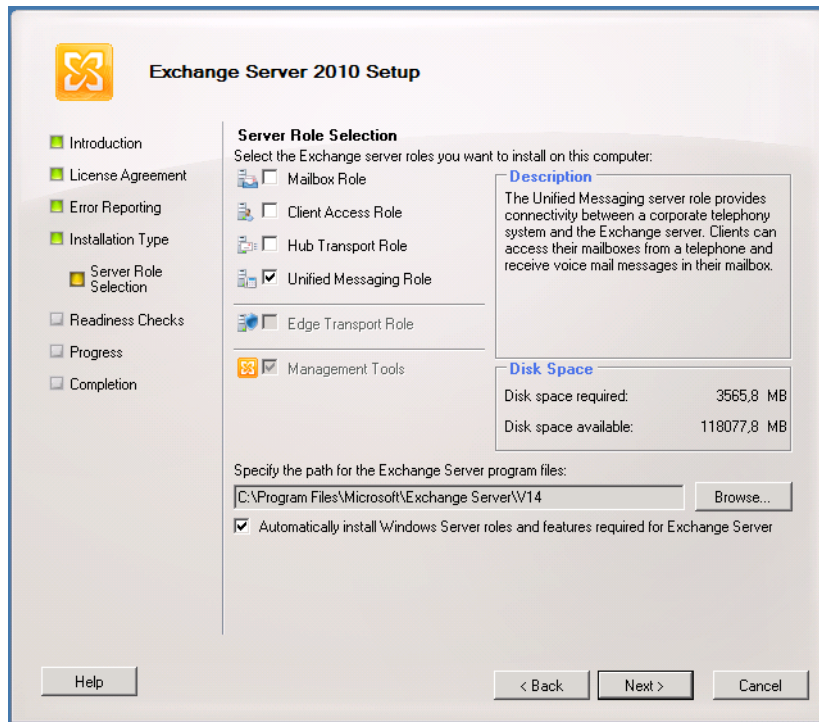 Exchange Server 2010 Setup
Introduction
License Agreement
Error Reporting
Installation Type
Server Role
Selection
Readiness Checks
Progress
Completion
Server Role Selection
Select the Exchange server roles you want to install on this computer:
Mailbox Role
Client Access Role
Hub Transport Role
Unified Messaging Role
Edge Transport Role
Management Tools
Description
The Unified Messaging server role provides
connectivity between a corporate telephony
system and the Exchange server. Clients can
access their mailboxes from a telephone and
receive voice mail messages in their mailbox.
Disk Space
Disk space required: 3565,8 MB
Disk space available: 118077,8 MB
Specify the path for the Exchange Server program files:
C:\Program Files\Microsoft\Exchange Server\V14
Browse...
Automatically install Windows Server roles and features required for Exchange Server
Help
< Back
Next >
Cancel